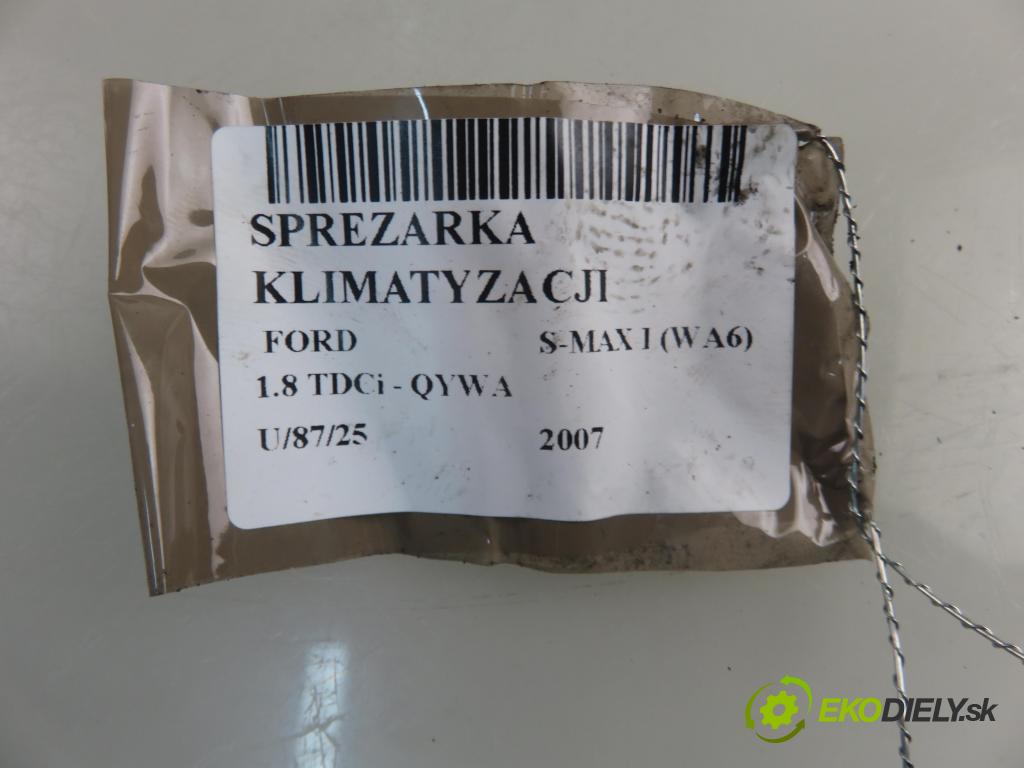 SPREZARKA
KLIMATYZACJI
FORD S-MAX I (WA6)
1.8 TDCi - QYWA
U/87/25 2007
EKODIELY.sk